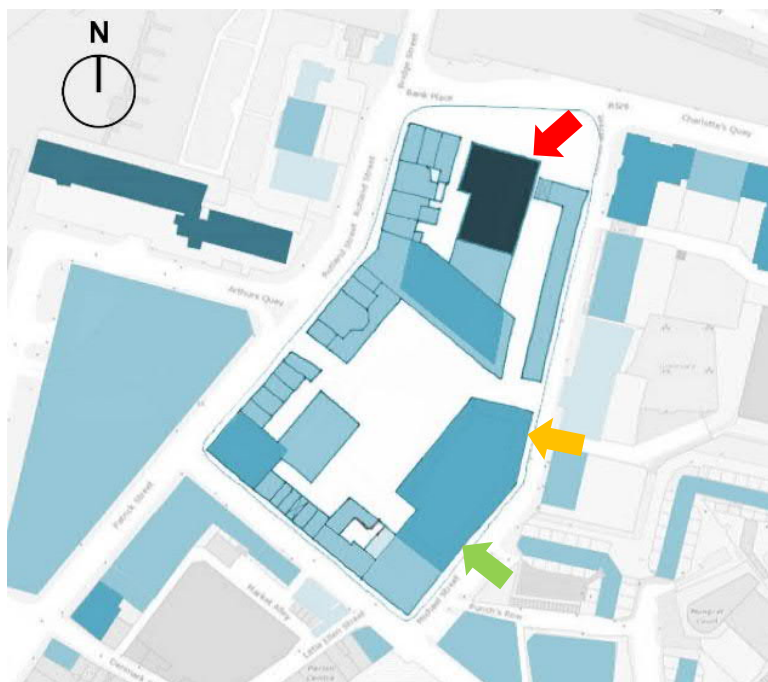 N
Bridge Street
Bank Place
R509
Charlotte's Quay
Rutland Street
Rutland Street
Arthurs Quay
Patrick Street
Michael Street
Market Alley
Little Ellen Street
Punch's Row
Denmark